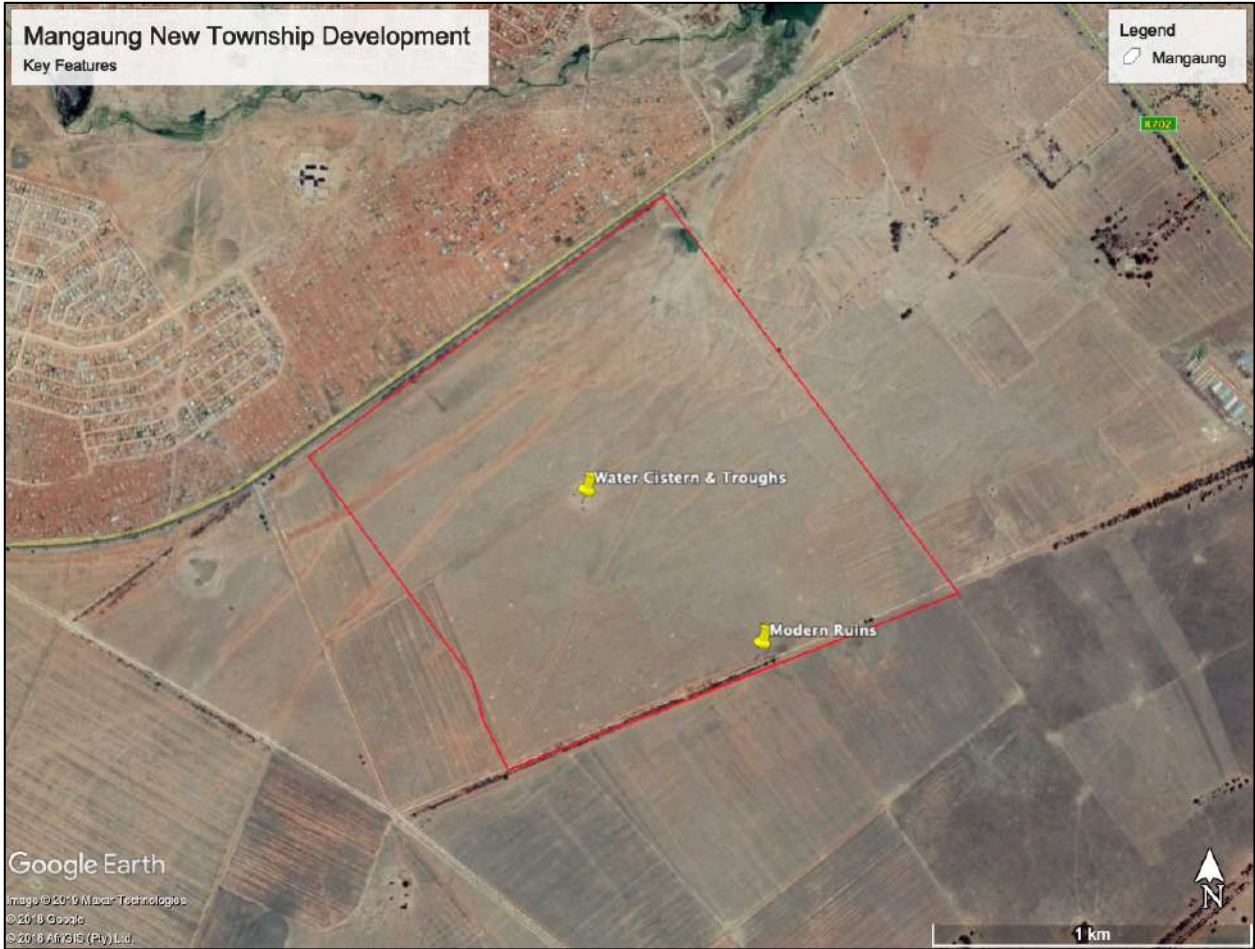 Mangaung New Township Development
Key Features
Legend
Mangaung
R702
Water Cistern & Troughs
Modern Ruins
Google Earth
Image © 2019 Maxar Technologies
© 2018 Google
© 2018 AfriGIS (Pty) Ltd.
N
1 km